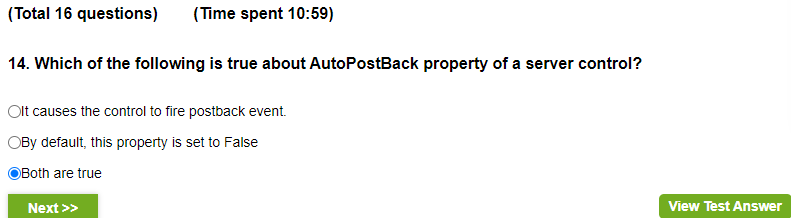 (Total 16 questions) (Time spent 10:59)
14. Which of the following is true about AutoPostBack property of a server control?
It causes the control to fire postback event.
By default, this property is set to False
Both are true
Next >> View Test Answer